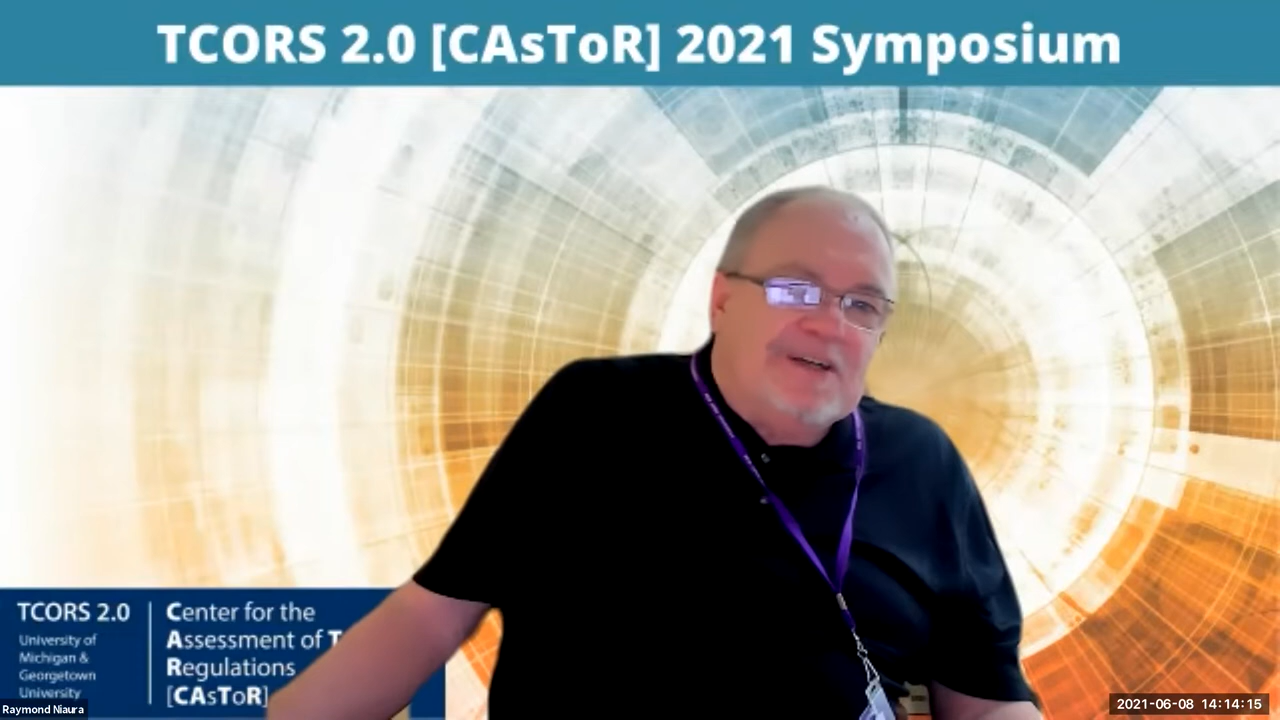 TCORS 2.0 [CAsToR] 2021 Symposium
TCORS 2.0
University of
Michigan &
Georgetown
University
Center for the
Assessment of T
Regulations
[CAsToR]
Raymond Niaura
2021-06-08 14:14:15